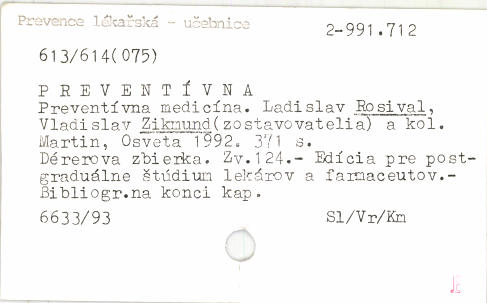 Prevence lékařská - učebnice
2-991.712
613/614(075)
P R E V E N T Í V N A
Preventívna medicína. Ladislav Rosival,
Vladislav Zikmund(zostavovatelia) a kol.
Martin, Osveta 1992. 371 s.
Dérerova zbierka. Zv.124.- Edícia pre post-
graduálne štúdium lekárov a farmaceutov.-
Bibliogr.na konci kap.
6633/93 Sl/Vr/Km